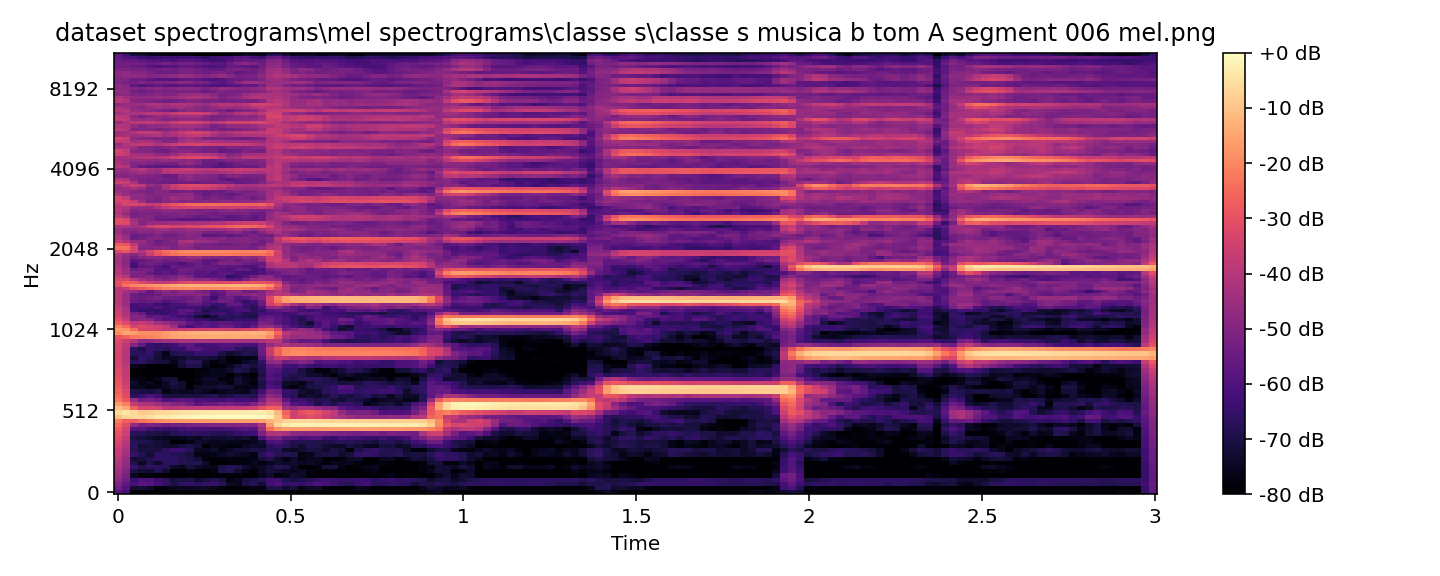 dataset spectrograms\mel spectrograms\classe s\classe s musica b tom A segment 006 mel.png
8192
4096
2048
1024
512
0
Hz
0
0.5
1
1.5
2
2.5
3
Time
+0 dB
-10 dB
-20 dB
-30 dB
-40 dB
-50 dB
-60 dB
-70 dB
-80 dB